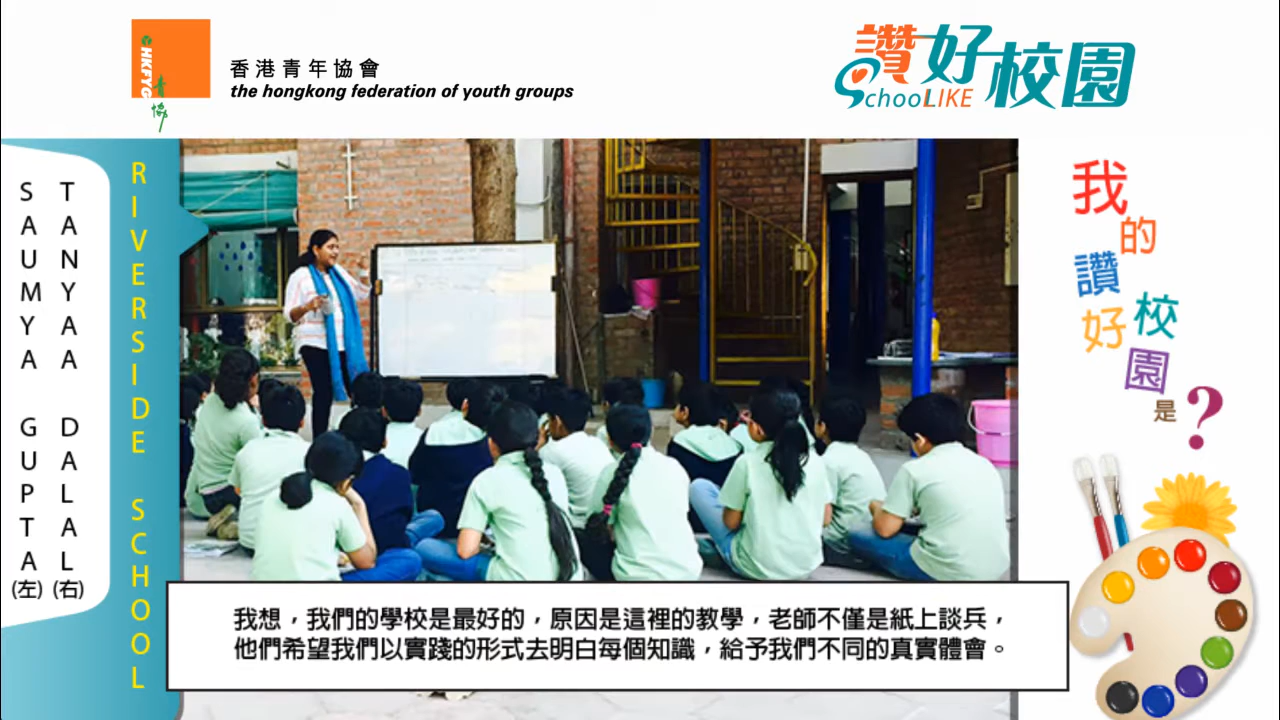 HKFYG
青協
香港青年協會
the hongkong federation of youth groups
讚好校園
SchooLIKE
SAUMYA GUPTA (左)
TANYAA DALAL (右)
RIVERSIDE SCHOOL
我的讚好校園是?
我想，我們的學校是最好的，原因是這裡的教學，老師不僅是紙上談兵，
他們希望我們以實踐的形式去明白每個知識，給予我們不同的真實體會。